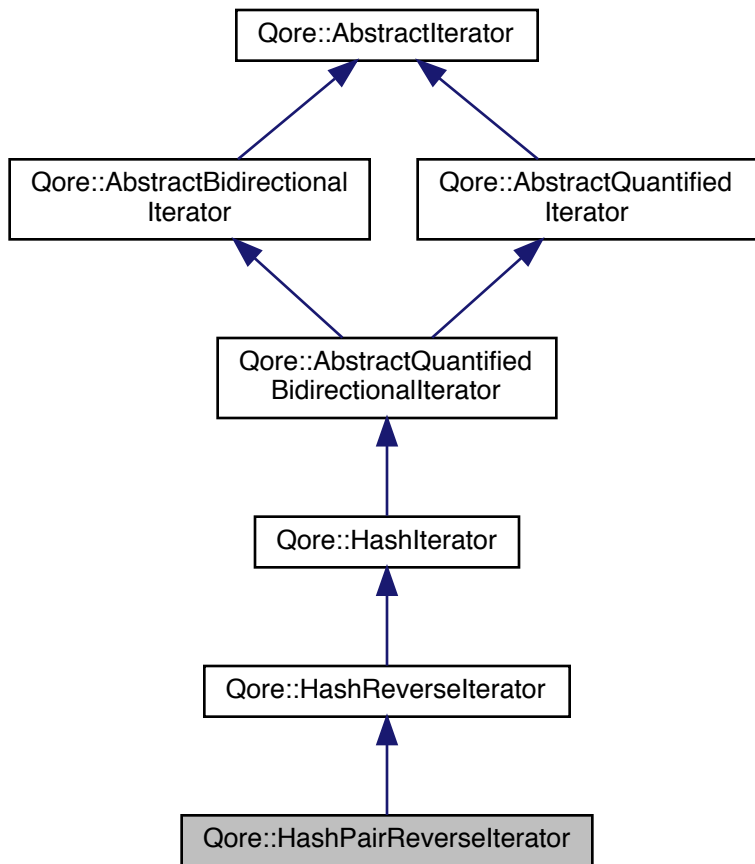 Qore::AbstractIterator
Qore::AbstractBidirectional
Iterator
Qore::AbstractQuantified
Iterator
Qore::AbstractQuantified
BidirectionalIterator
Qore::HashIterator
Qore::HashReverseIterator
Qore::HashPairReverseIterator